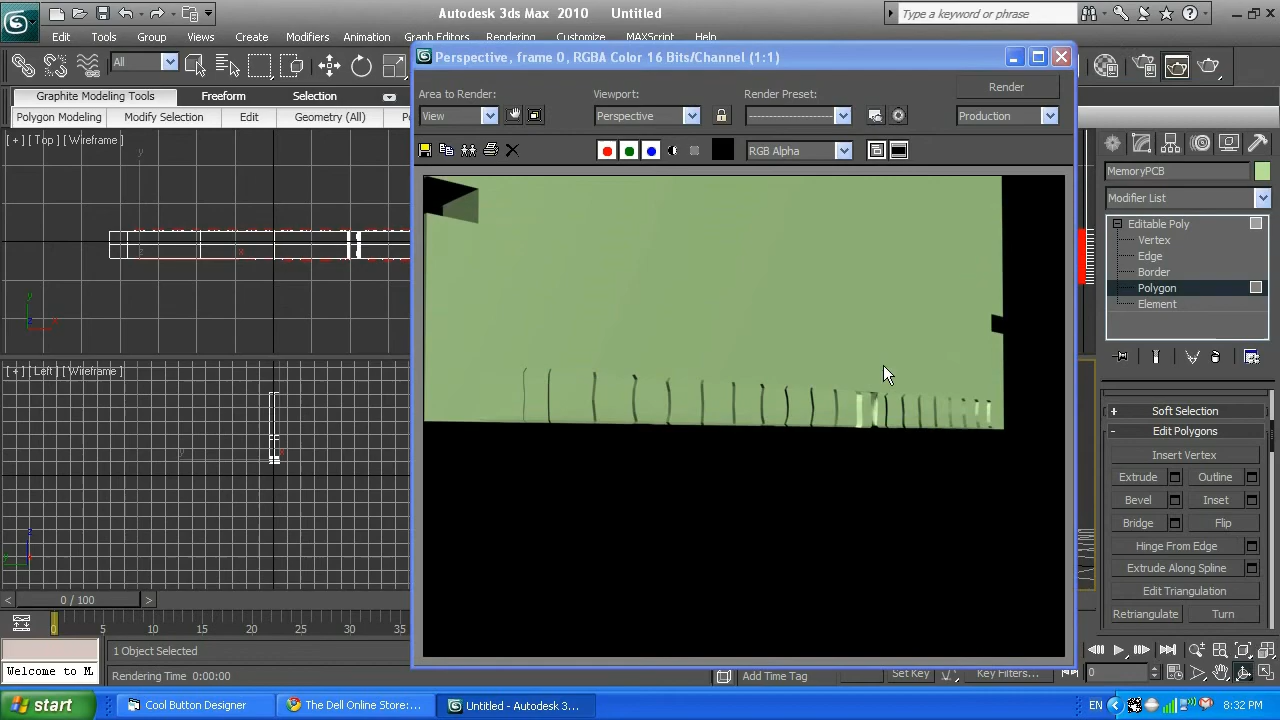 Autodesk 3ds Max 2010 Untitled
Type a keyword or phrase
Edit Tools Group Views Create Modifiers Animation Graph Editors Rendering Customize MAXScript Help
All
Perspective, frame 0, RGBA Color 16 Bits/Channel (1:1)
Graphite Modeling Tools Freeform Selection
Polygon Modeling Modify Selection Edit Geometry (All)
Area to Render: Viewport: Render Preset: Render
View Perspective Production
RGB Alpha
[ + ] [ Top ] [ Wireframe ]
y
z
x
y
x
[ + ] [ Left ] [ Wireframe ]
y
x
y
MemoryPCB
Modifier List
Editable Poly
Vertex
Edge
Border
Polygon
Element
+ Soft Selection
- Edit Polygons
Insert Vertex
Extrude Outline
Bevel Inset
Bridge Flip
Hinge From Edge
Extrude Along Spline
Edit Triangulation
Retriangulate Turn
< 0 / 100 >
0 5 10 15 20 25 30 35
1 Object Selected
Welcome to M
Rendering Time 0:00:00
Add Time Tag
Set Key
Key Filters...
0
start
Cool Button Designer
The Dell Online Store:...
Untitled - Autodesk 3...
EN
8:32 PM